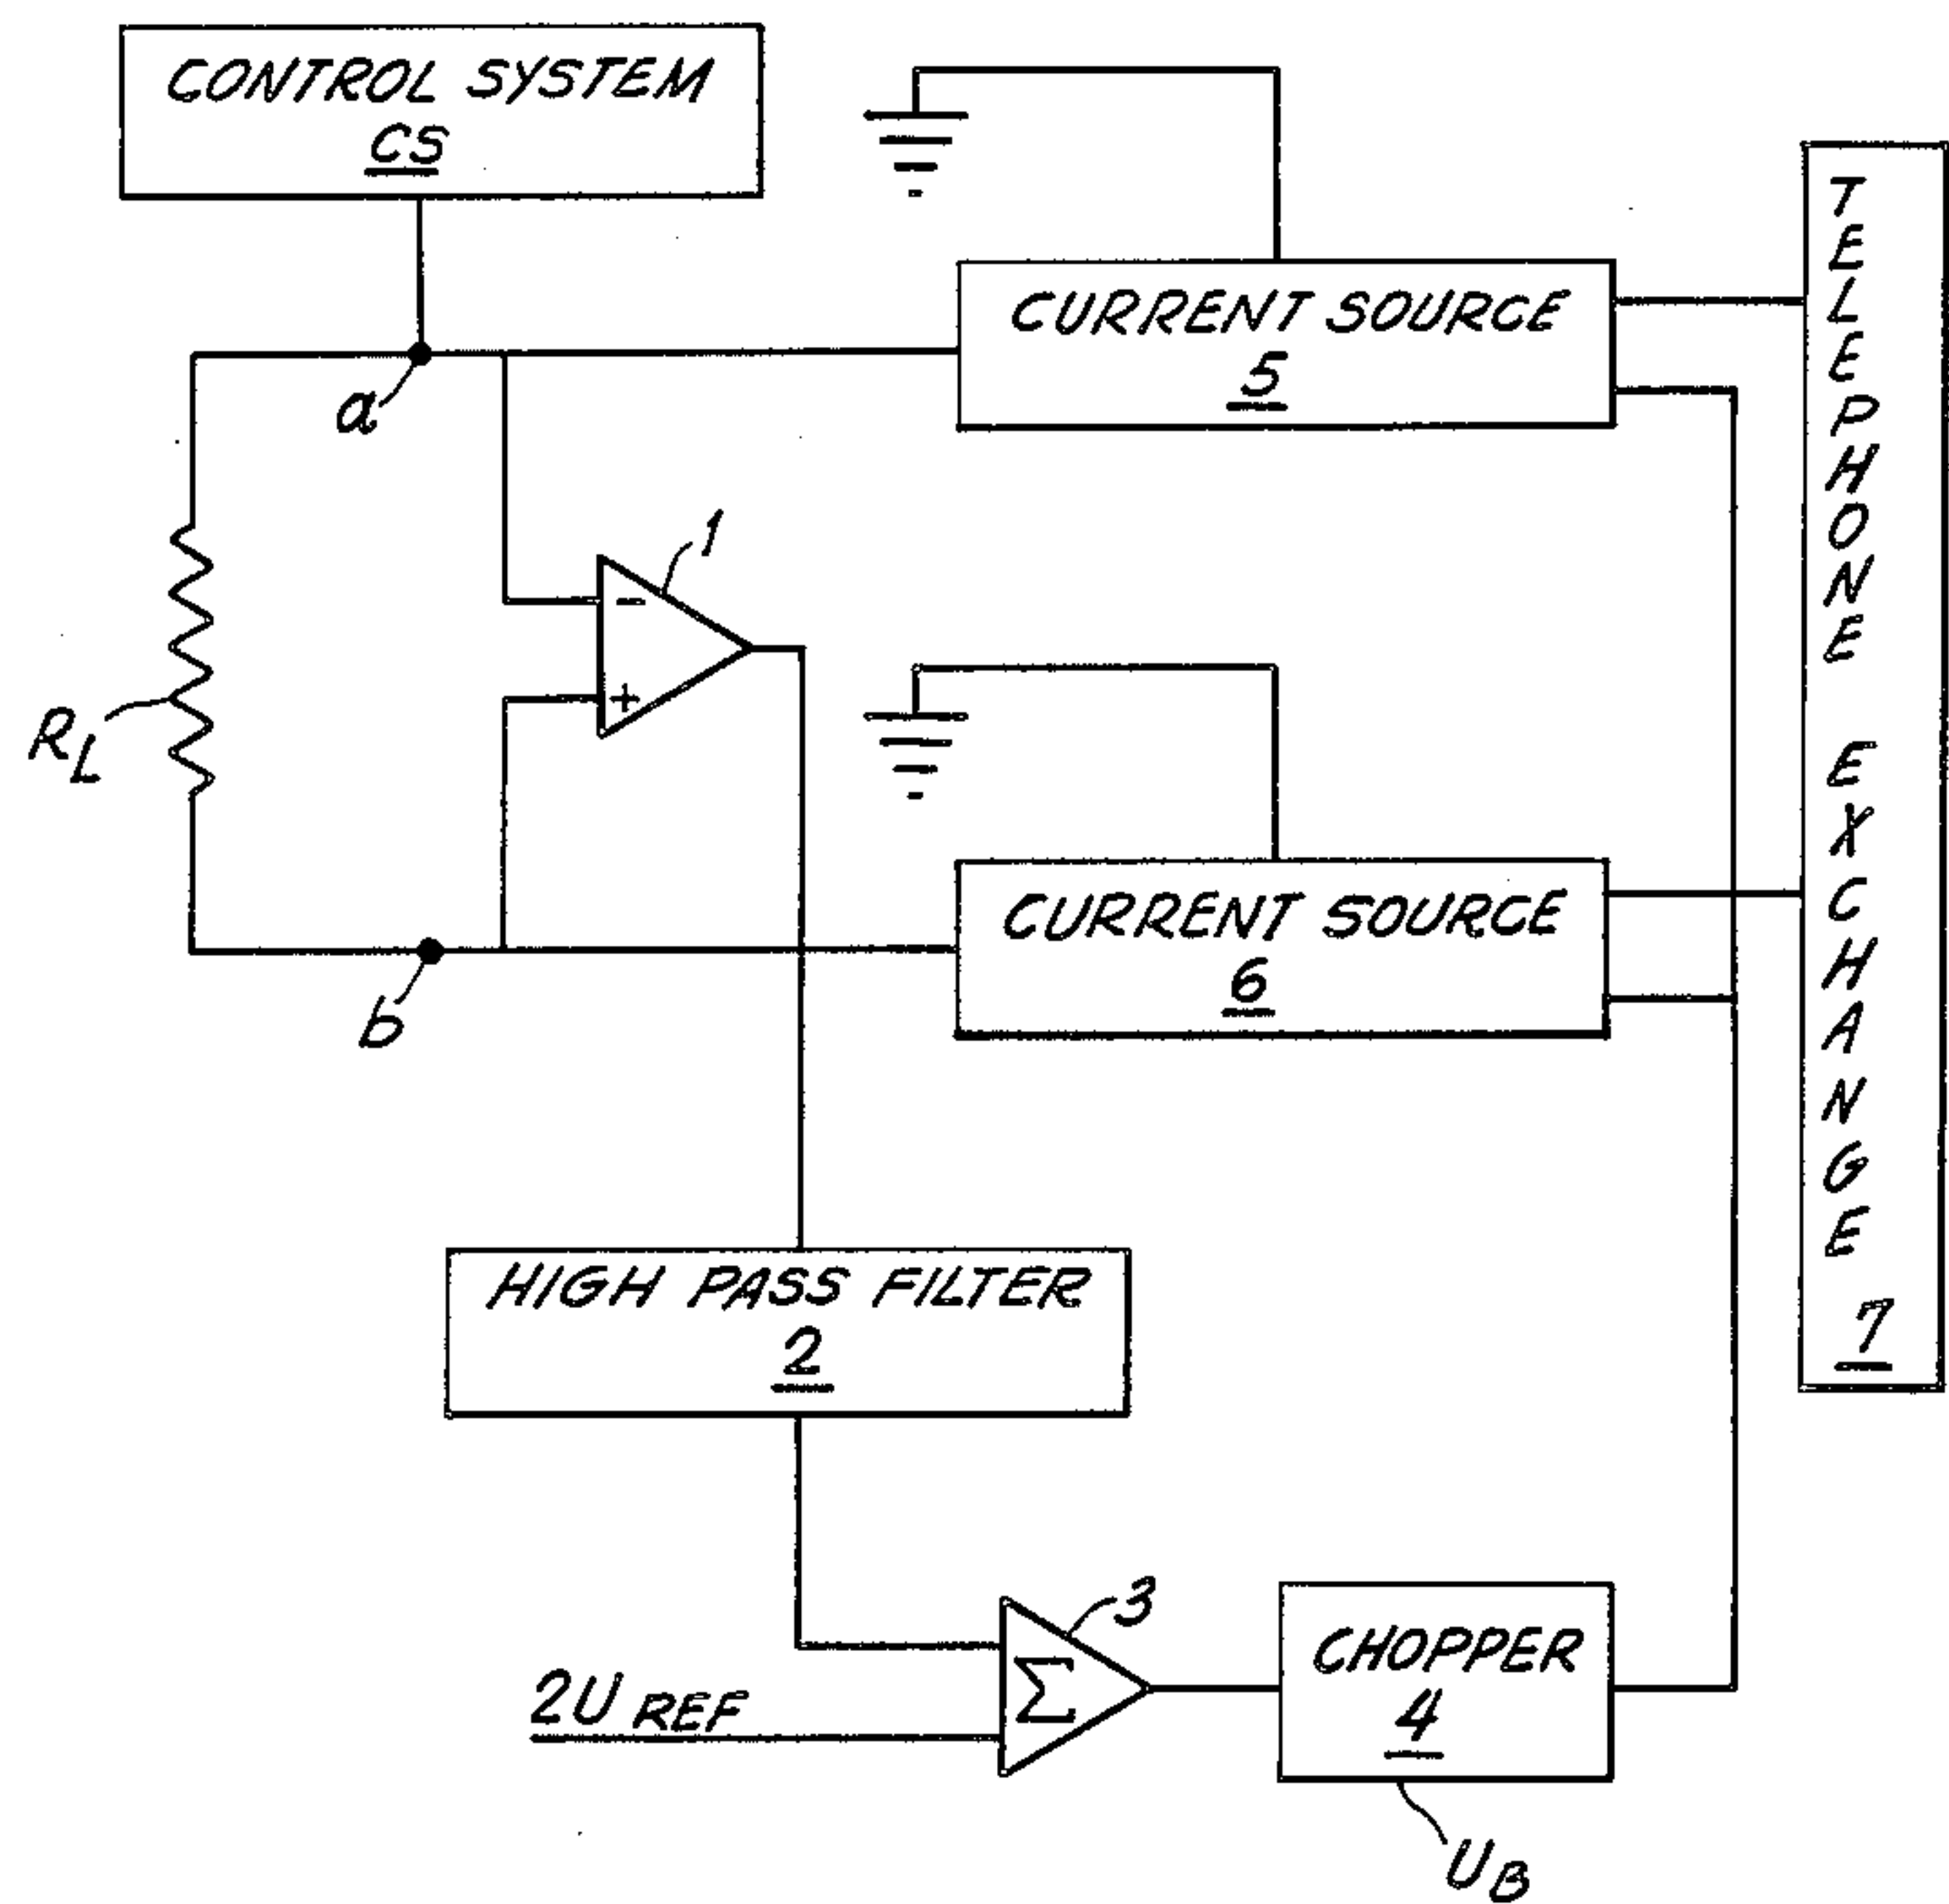 CONTROL SYSTEM
CS
a
CURRENT SOURCE
5
TELEPHONE EXCHANGE
7
1
-
+
RL
b
CURRENT SOURCE
6
HIGH PASS FILTER
2
3
Σ
2U REF
CHOPPER
4
UB